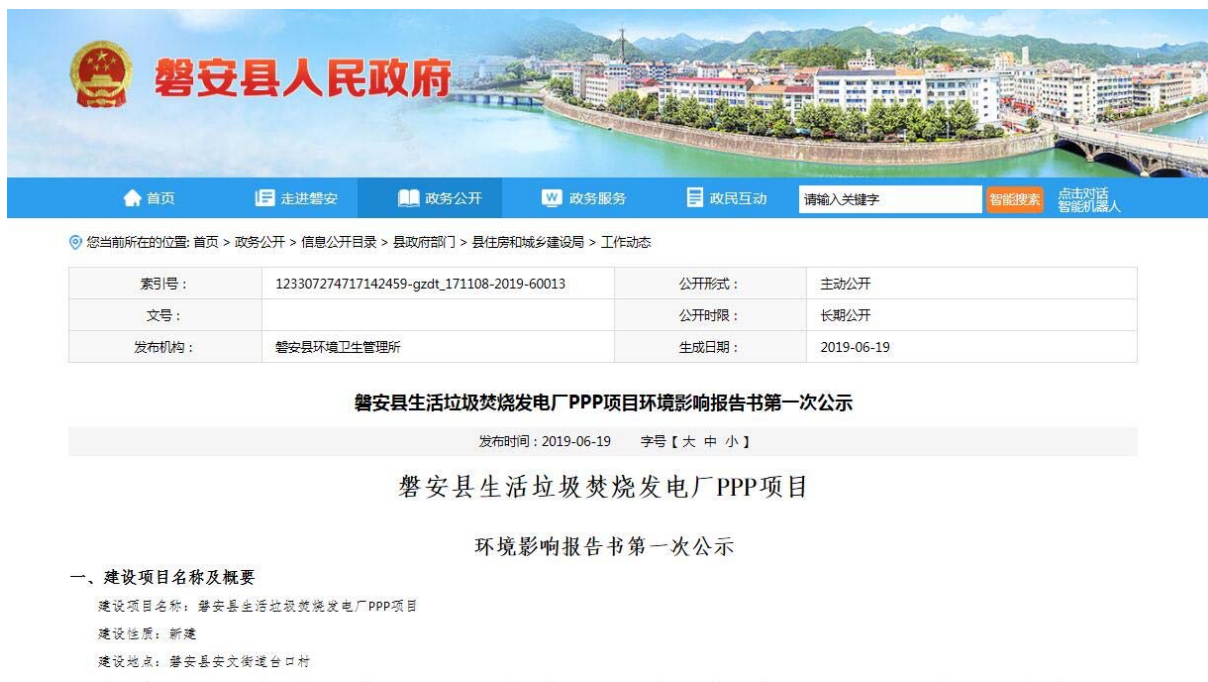 磐安县人民政府
首页 走进磐安 政务公开 政务服务 政民互动 请输入关键字 智能搜索 点击对话
智能机器人
您当前所在的位置: 首页 > 政务公开 > 信息公开目录 > 县政府部门 > 县住房和城乡建设局 > 工作动态
索引号： 123307274717142459-gzdt_171108-2019-60013 公开形式： 主动公开
文号： 公开时限： 长期公开
发布机构： 磐安县环境卫生管理所 生成日期： 2019-06-19
磐安县生活垃圾焚烧发电厂PPP项目环境影响报告书第一次公示
发布时间：2019-06-19 字号【 大 中 小 】
磐安县生活垃圾焚烧发电厂PPP项目
环境影响报告书第一次公示
一、建设项目名称及概要
建设项目名称：磐安县生活垃圾焚烧发电厂PPP项目
建设性质：新建
建设地点：磐安县安文街道台口村